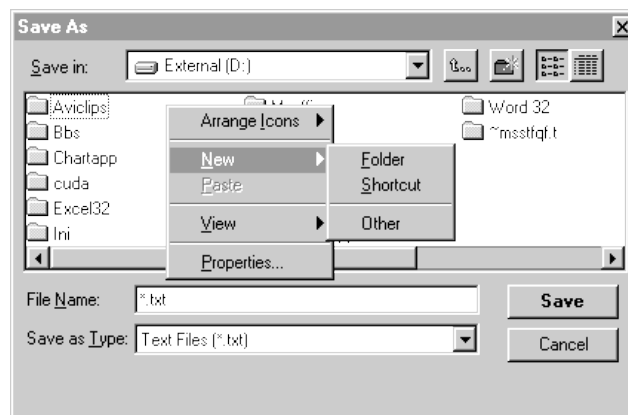 Save As
Save in:
External (D:)
Aviclips
Word 32
Bbs
~msstfqf.t
Chartapp
cuda
Excel32
Ini
Arrange Icons
New
Paste
View
Properties...
Folder
Shortcut
Other
File Name:
*.txt
Save
Save as Type:
Text Files (*.txt)
Cancel